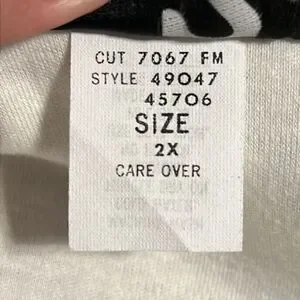 CUT 7067 FM
STYLE 49047
45706
SIZE
2X
CARE OVER